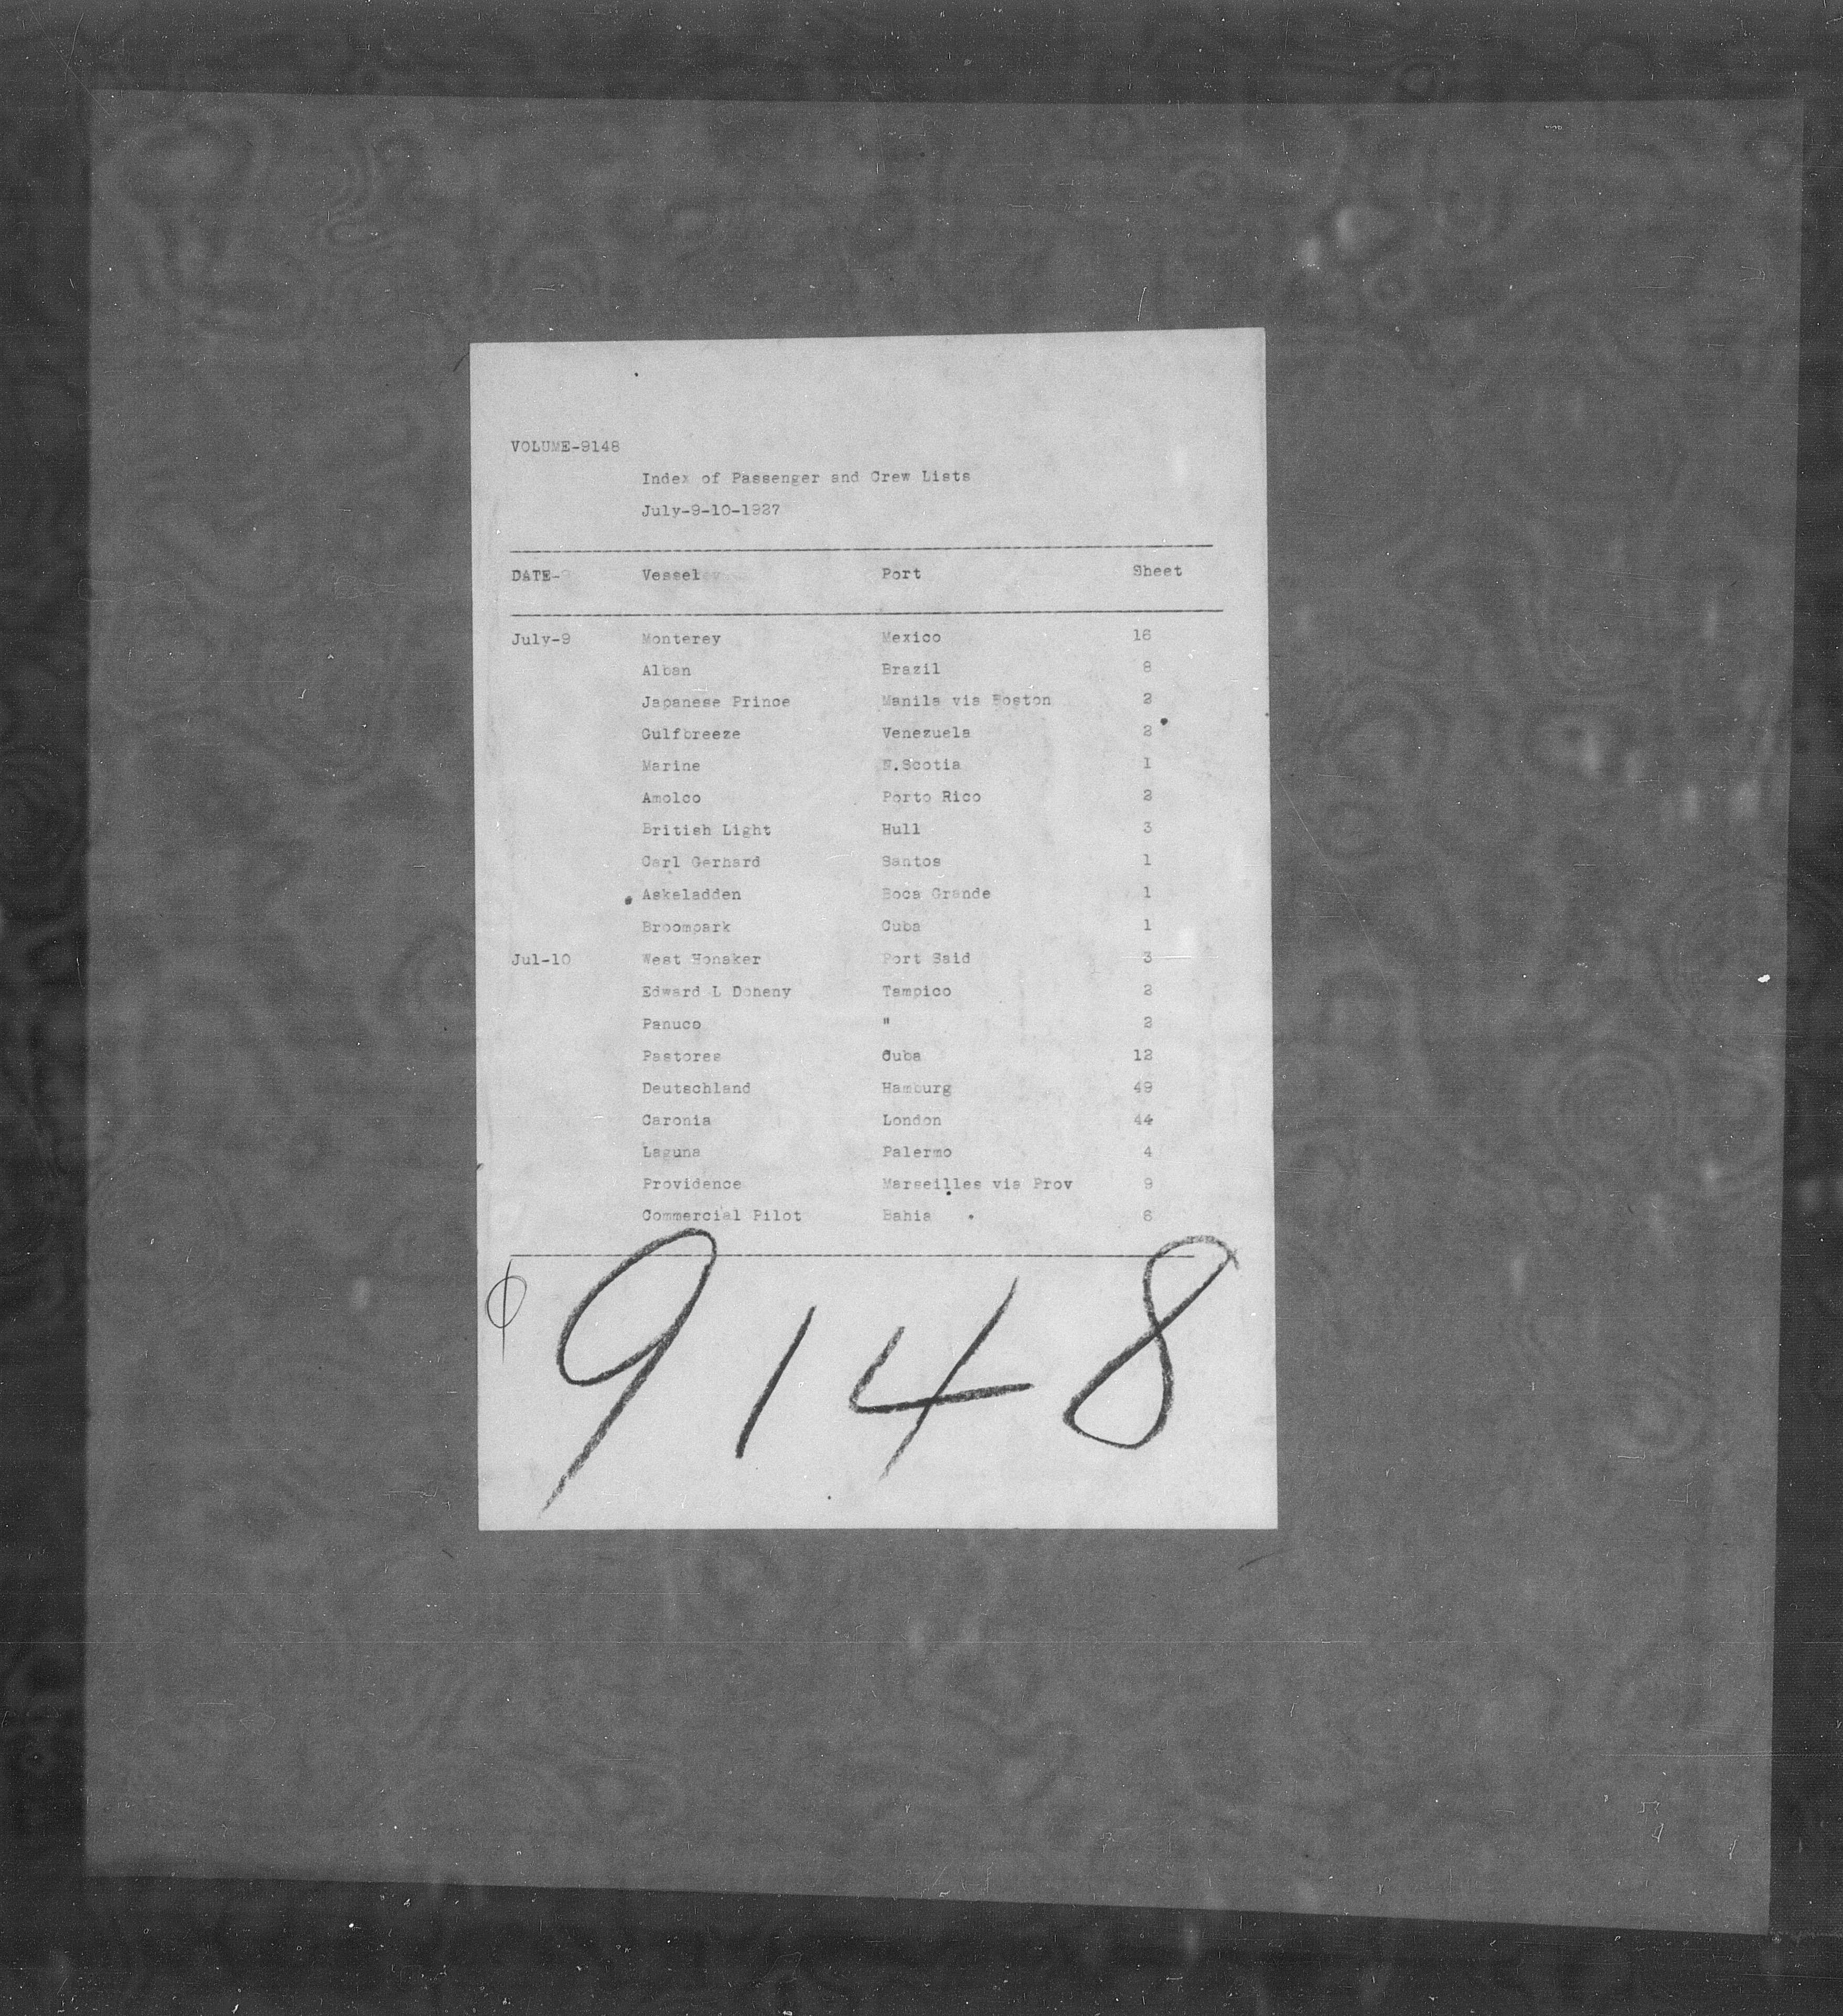 VOLUME-9148
Index of Passenger and Crew Lists
July-9-10-1927
DATE- Vessel Port Sheet
July-9 Monterey Mexico 16
Alban Brazil 8
Japanese Prince Manila via Boston 2
Gulfbreeze Venezuela 2
Marine N.Scotia 1
Amolco Porto Rico 2
British Light Hull 3
Carl Gerhard Santos 1
Askeladden Boca Grande 1
Broompark Cuba 1
Jul-10 West Honaker Port Said 3
Edward L Doheny Tampico 2
Panuco " 2
Pastores Cuba 12
Deutschland Hamburg 49
Caronia London 44
Laguna Palermo 4
Providence Marseilles via Prov 9
Commercial Pilot Bahia 6
9148